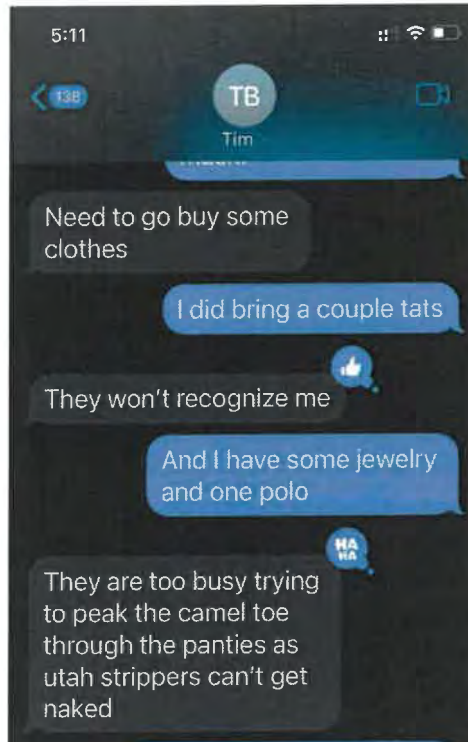 5:11
138
TB
Tim
Need to go buy some
clothes
I did bring a couple tats
They won't recognize me
And I have some jewelry
and one polo
HA
HA
They are too busy trying
to peak the camel toe
through the panties as
utah strippers can't get
naked